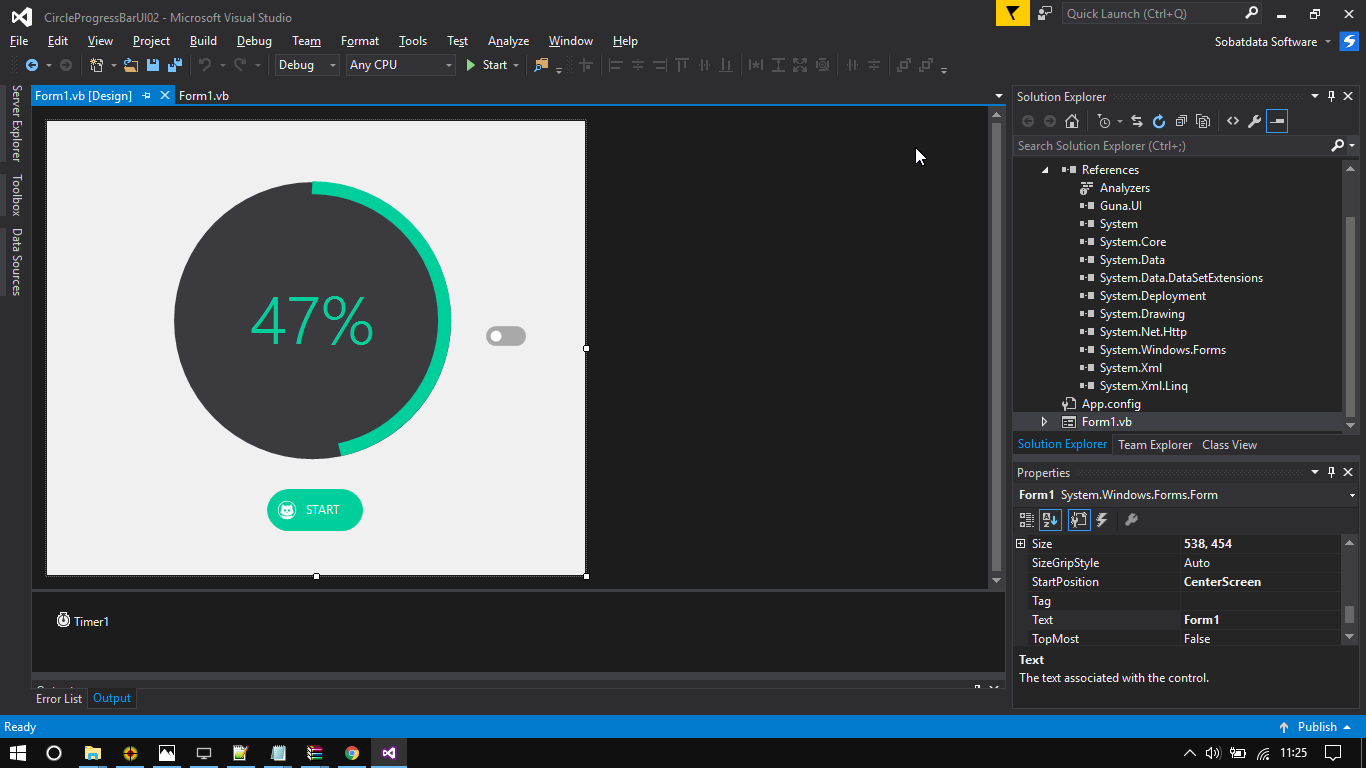 CircleProgressBarUI02 - Microsoft Visual Studio
Quick Launch (Ctrl+Q)
File Edit View Project Build Debug Team Format Tools Test Analyze Window Help
Sobatdata Software
Debug Any CPU Start
Server Explorer
Toolbox
Data Sources
Form1.vb [Design] Form1.vb
47%
START
Timer1
Error List Output
Solution Explorer
Search Solution Explorer (Ctrl+;)
References
Analyzers
Guna.UI
System
System.Core
System.Data
System.Data.DataSetExtensions
System.Deployment
System.Drawing
System.Net.Http
System.Windows.Forms
System.Xml
System.Xml.Linq
App.config
Form1.vb
Solution Explorer Team Explorer Class View
Properties
Form1 System.Windows.Forms.Form
Size 538, 454
SizeGripStyle Auto
StartPosition CenterScreen
Tag
Text Form1
TopMost False
Text
The text associated with the control.
Ready
Publish
11:25